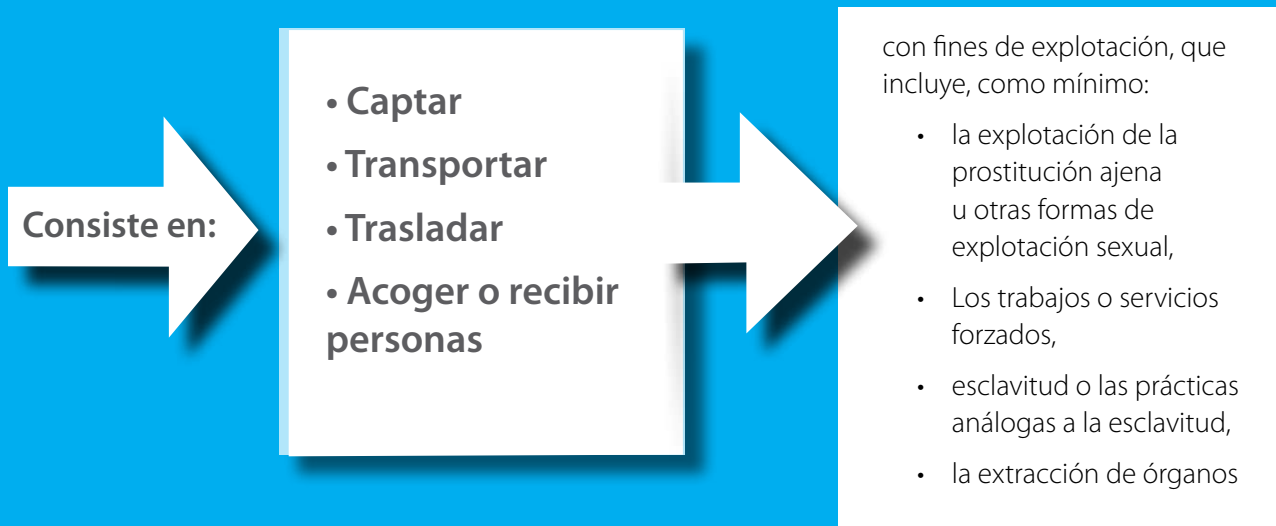 Consiste en:
• Captar
• Transportar
• Trasladar
• Acoger o recibir
personas
con fines de explotación, que
incluye, como mínimo:
• la explotación de la
prostitución ajena
u otras formas de
explotación sexual,
• Los trabajos o servicios
forzados,
• esclavitud o las prácticas
análogas a la esclavitud,
• la extracción de órganos